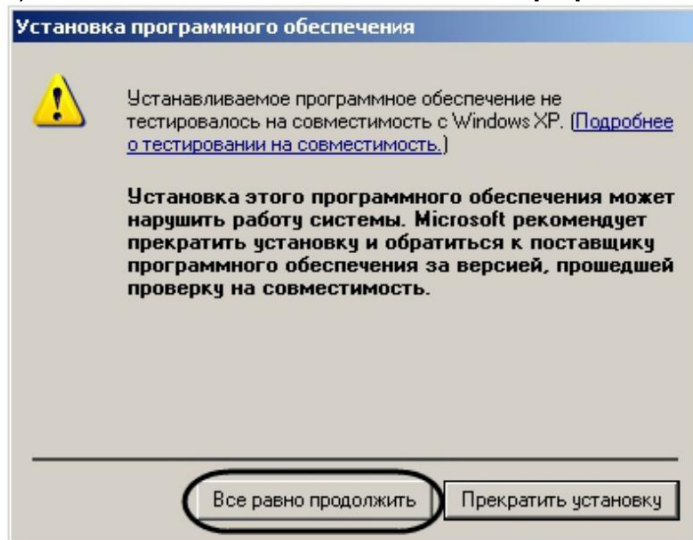 Установка программного обеспечения
Устанавливаемое программное обеспечение не
тестировалось на совместимость с Windows XP. (Подробнее
о тестировании на совместимость.)
Установка этого программного обеспечения может
нарушить работу системы. Microsoft рекомендует
прекратить установку и обратиться к поставщику
программного обеспечения за версией, прошедшей
проверку на совместимость.
Все равно продолжить
Прекратить установку